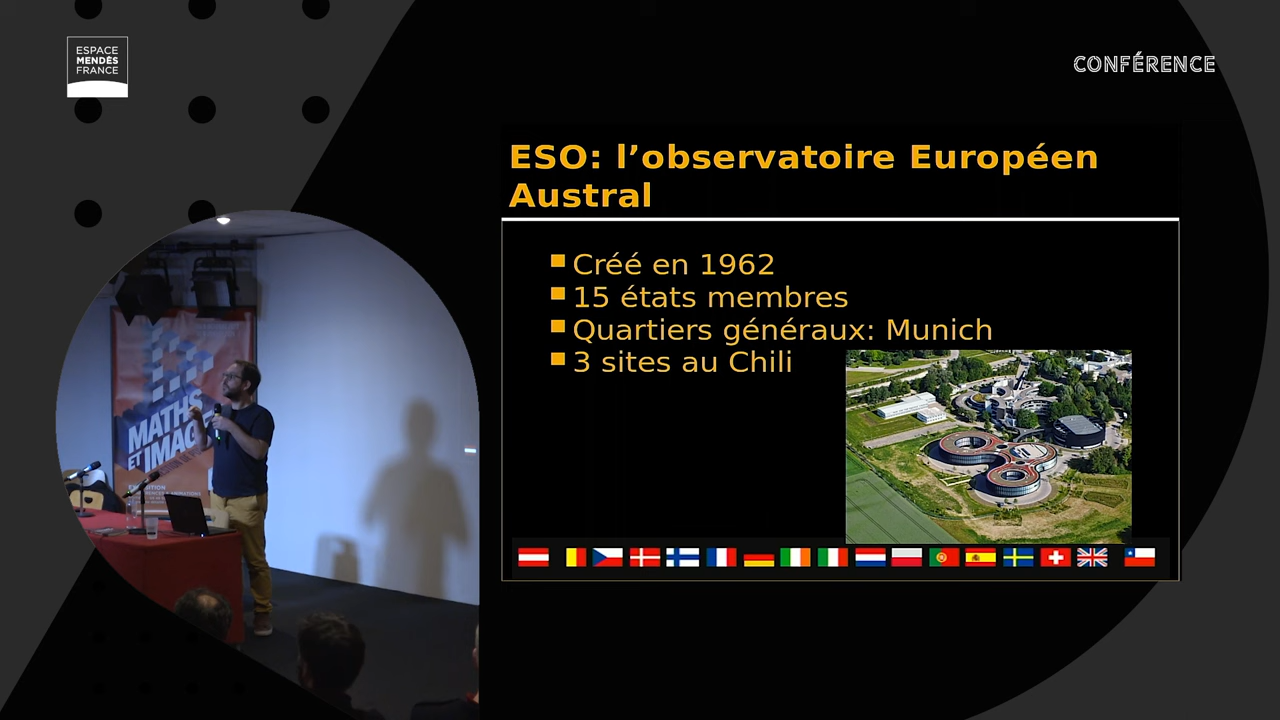 ESPACE
MENDÈS
FRANCE
CONFÉRENCE
ESO: l’observatoire Européen
Austral
Créé en 1962
15 états membres
Quartiers généraux: Munich
3 sites au Chili
MATHS
ET IMAG